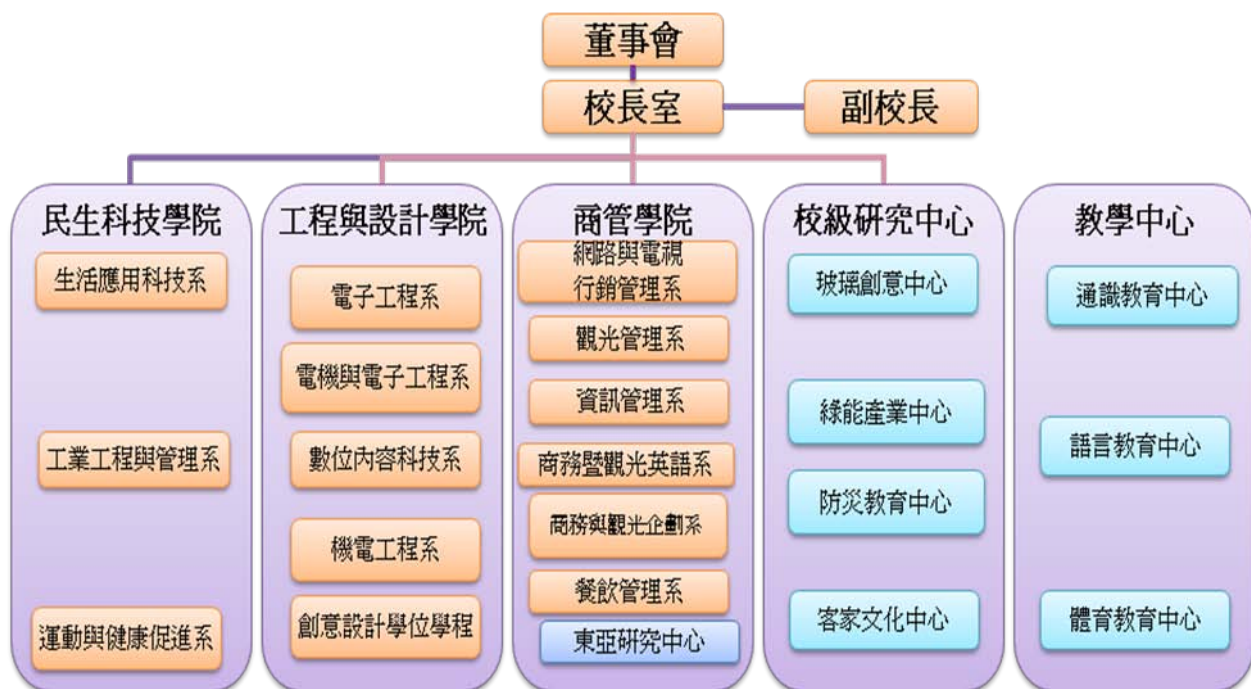 董事會
校長室
副校長
民生科技學院
生活應用科技系
工業工程與管理系
運動與健康促進系
工程與設計學院
電子工程系
電機與電子工程系
數位內容科技系
機電工程系
創意設計學位學程
商管學院
網路與電視
行銷管理系
觀光管理系
資訊管理系
商務暨觀光英語系
商務與觀光企劃系
餐飲管理系
東亞研究中心
校級研究中心
玻璃創意中心
綠能產業中心
防災教育中心
客家文化中心
教學中心
通識教育中心
語言教育中心
體育教育中心